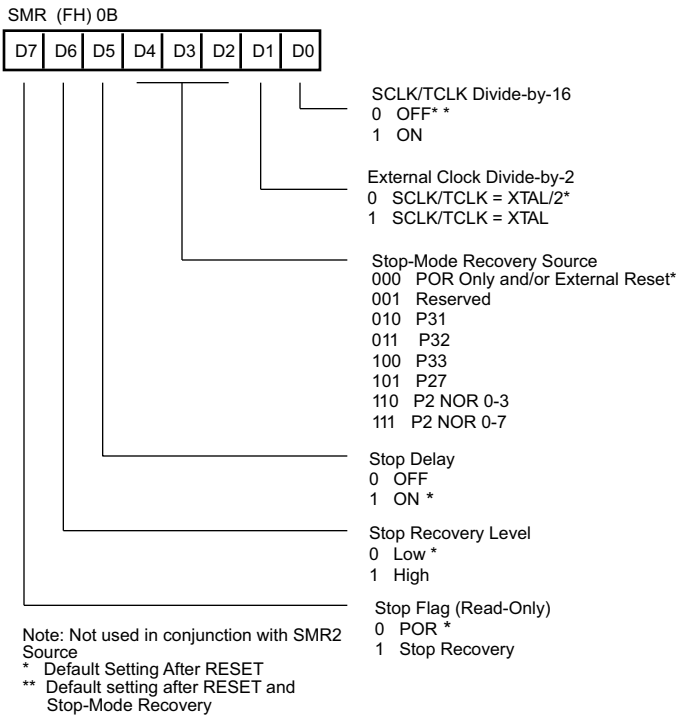 SMR (FH) 0B
D7 D6 D5 D4 D3 D2 D1 D0
SCLK/TCLK Divide-by-16
0 OFF* *
1 ON
External Clock Divide-by-2
0 SCLK/TCLK = XTAL/2*
1 SCLK/TCLK = XTAL
Stop-Mode Recovery Source
000 POR Only and/or External Reset*
001 Reserved
010 P31
011 P32
100 P33
101 P27
110 P2 NOR 0-3
111 P2 NOR 0-7
Stop Delay
0 OFF
1 ON *
Stop Recovery Level
0 Low *
1 High
Stop Flag (Read-Only)
0 POR *
1 Stop Recovery
Note: Not used in conjunction with SMR2
Source
* Default Setting After RESET
** Default setting after RESET and
Stop-Mode Recovery